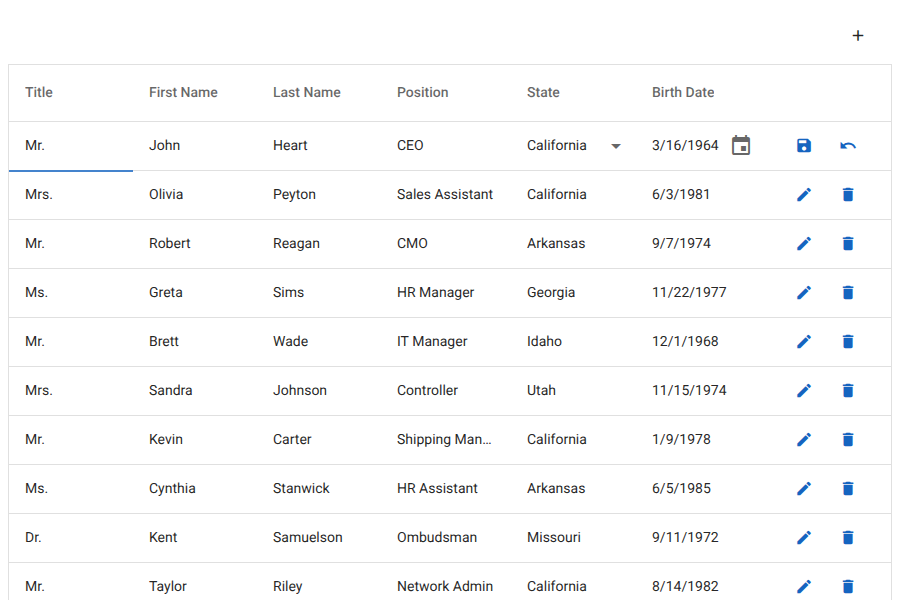 +
Title First Name Last Name Position State Birth Date
Mr. John Heart CEO California 3/16/1964
Mrs. Olivia Peyton Sales Assistant California 6/3/1981
Mr. Robert Reagan CMO Arkansas 9/7/1974
Ms. Greta Sims HR Manager Georgia 11/22/1977
Mr. Brett Wade IT Manager Idaho 12/1/1968
Mrs. Sandra Johnson Controller Utah 11/15/1974
Mr. Kevin Carter Shipping Man... California 1/9/1978
Ms. Cynthia Stanwick HR Assistant Arkansas 6/5/1985
Dr. Kent Samuelson Ombudsman Missouri 9/11/1972
Mr. Taylor Riley Network Admin California 8/14/1982